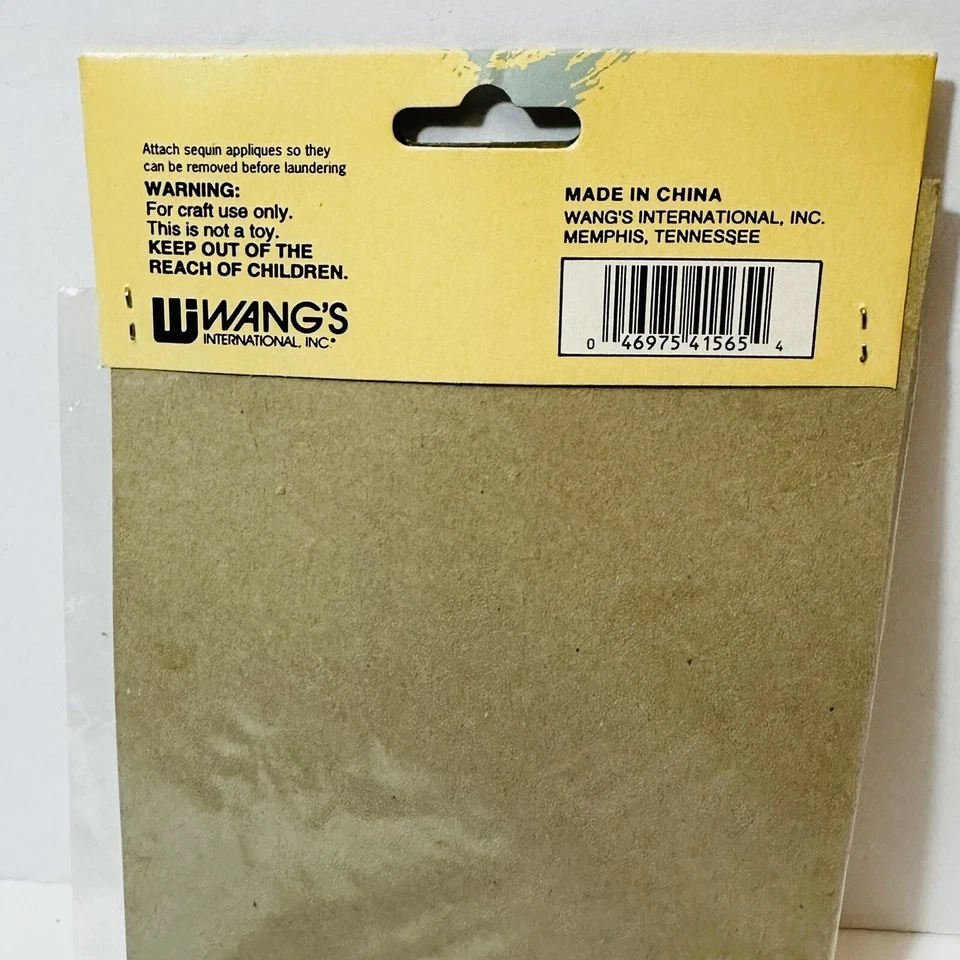 Attach sequin appliques so they
can be removed before laundering
WARNING:
For craft use only.
This is not a toy.
KEEP OUT OF THE
REACH OF CHILDREN.
Wi WANG'S
INTERNATIONAL, INC.
MADE IN CHINA
WANG'S INTERNATIONAL, INC.
MEMPHIS, TENNESSEE
0 46975 41565 4